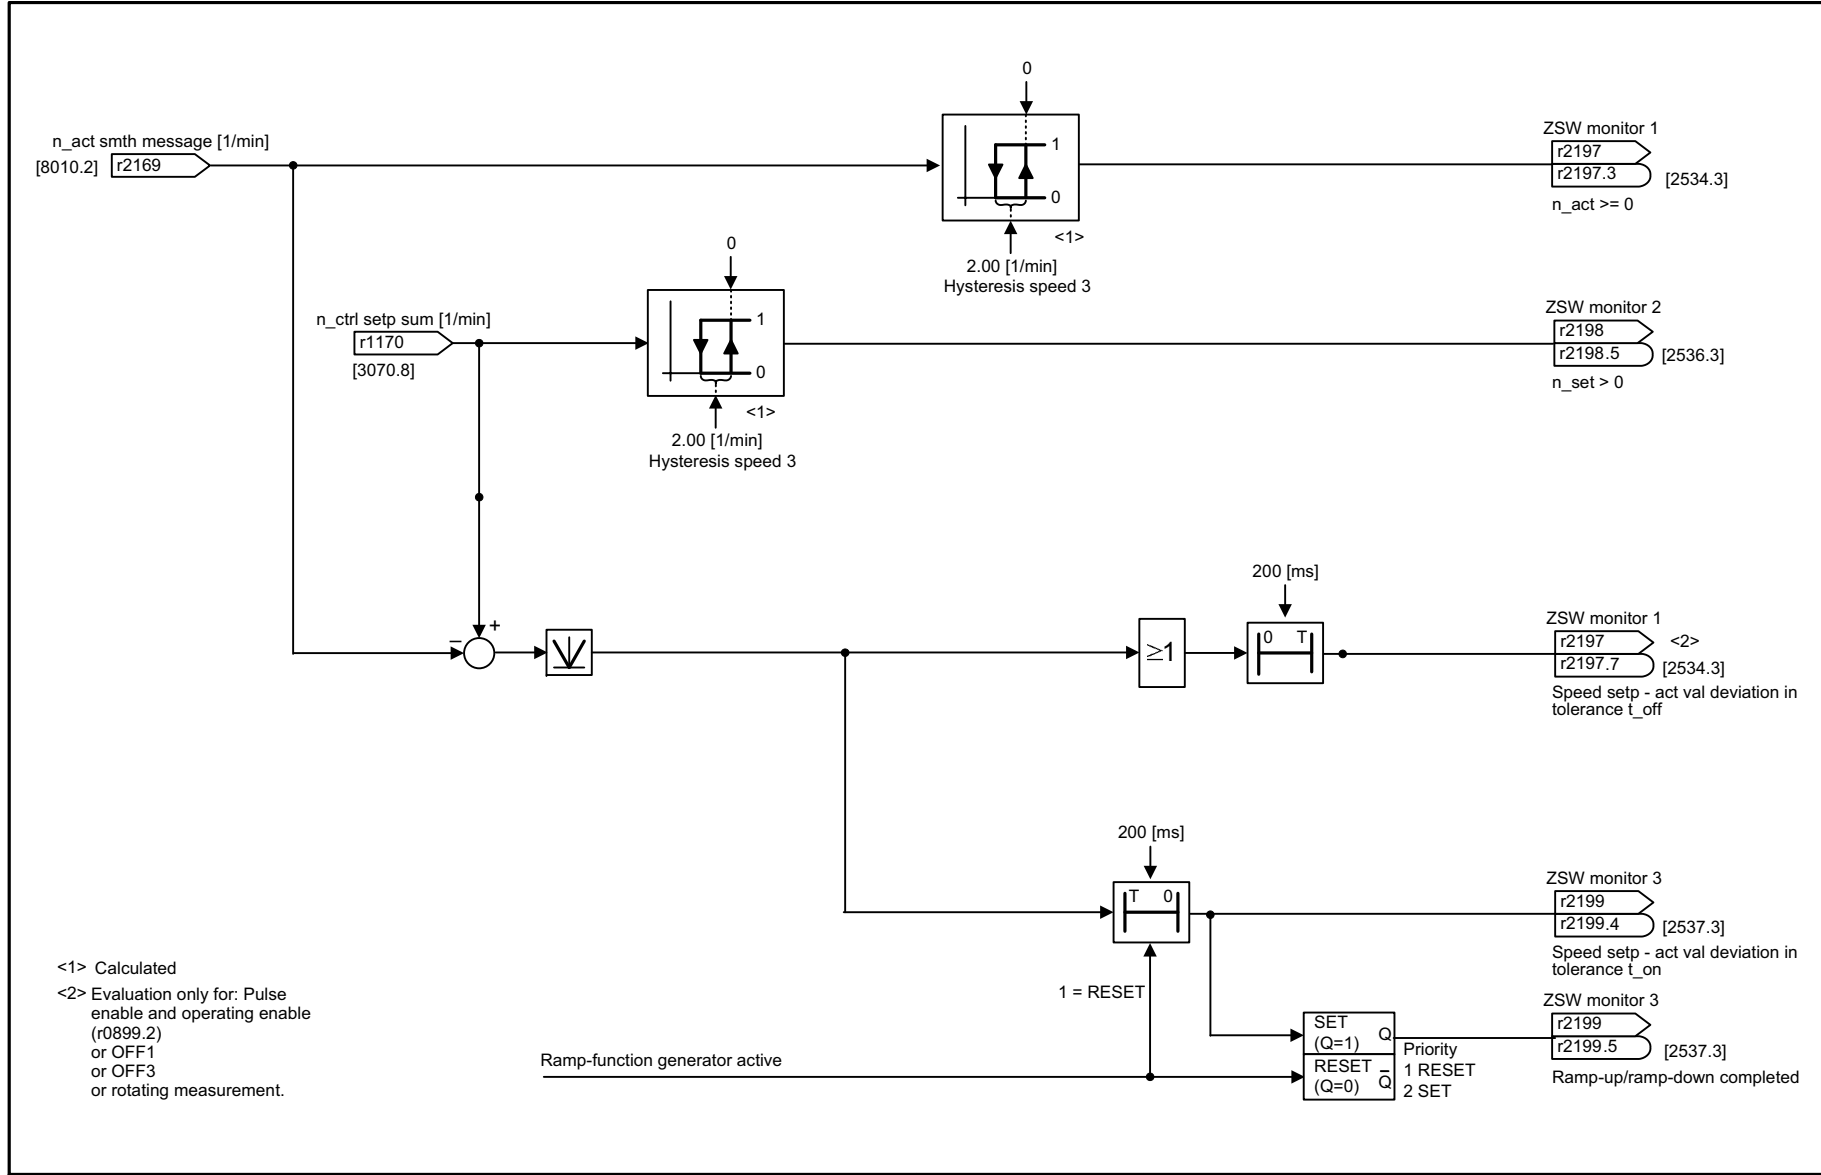 0
n_act smth message [1/min]
[8010.2]
r2169
1
0
<1>
2.00 [1/min]
Hysteresis speed 3
ZSW monitor 1
r2197
r2197.3
[2534.3]
n_act >= 0
0
n_ctrl setp sum [1/min]
r1170
[3070.8]
1
0
<1>
2.00 [1/min]
Hysteresis speed 3
ZSW monitor 2
r2198
r2198.5
[2536.3]
n_set > 0
+
–
≥1
200 [ms]
0 T
ZSW monitor 1
r2197
<2>
r2197.7
[2534.3]
Speed setp - act val deviation in
tolerance t_off
200 [ms]
T 0
ZSW monitor 3
r2199
r2199.4
[2537.3]
Speed setp - act val deviation in
tolerance t_on
1 = RESET
Ramp-function generator active
SET
(Q=1)
Q
RESET
(Q=0)
Q̅
Priority
1 RESET
2 SET
ZSW monitor 3
r2199
r2199.5
[2537.3]
Ramp-up/ramp-down completed
<1> Calculated
<2> Evaluation only for: Pulse
enable and operating enable
(r0899.2)
or OFF1
or OFF3
or rotating measurement.